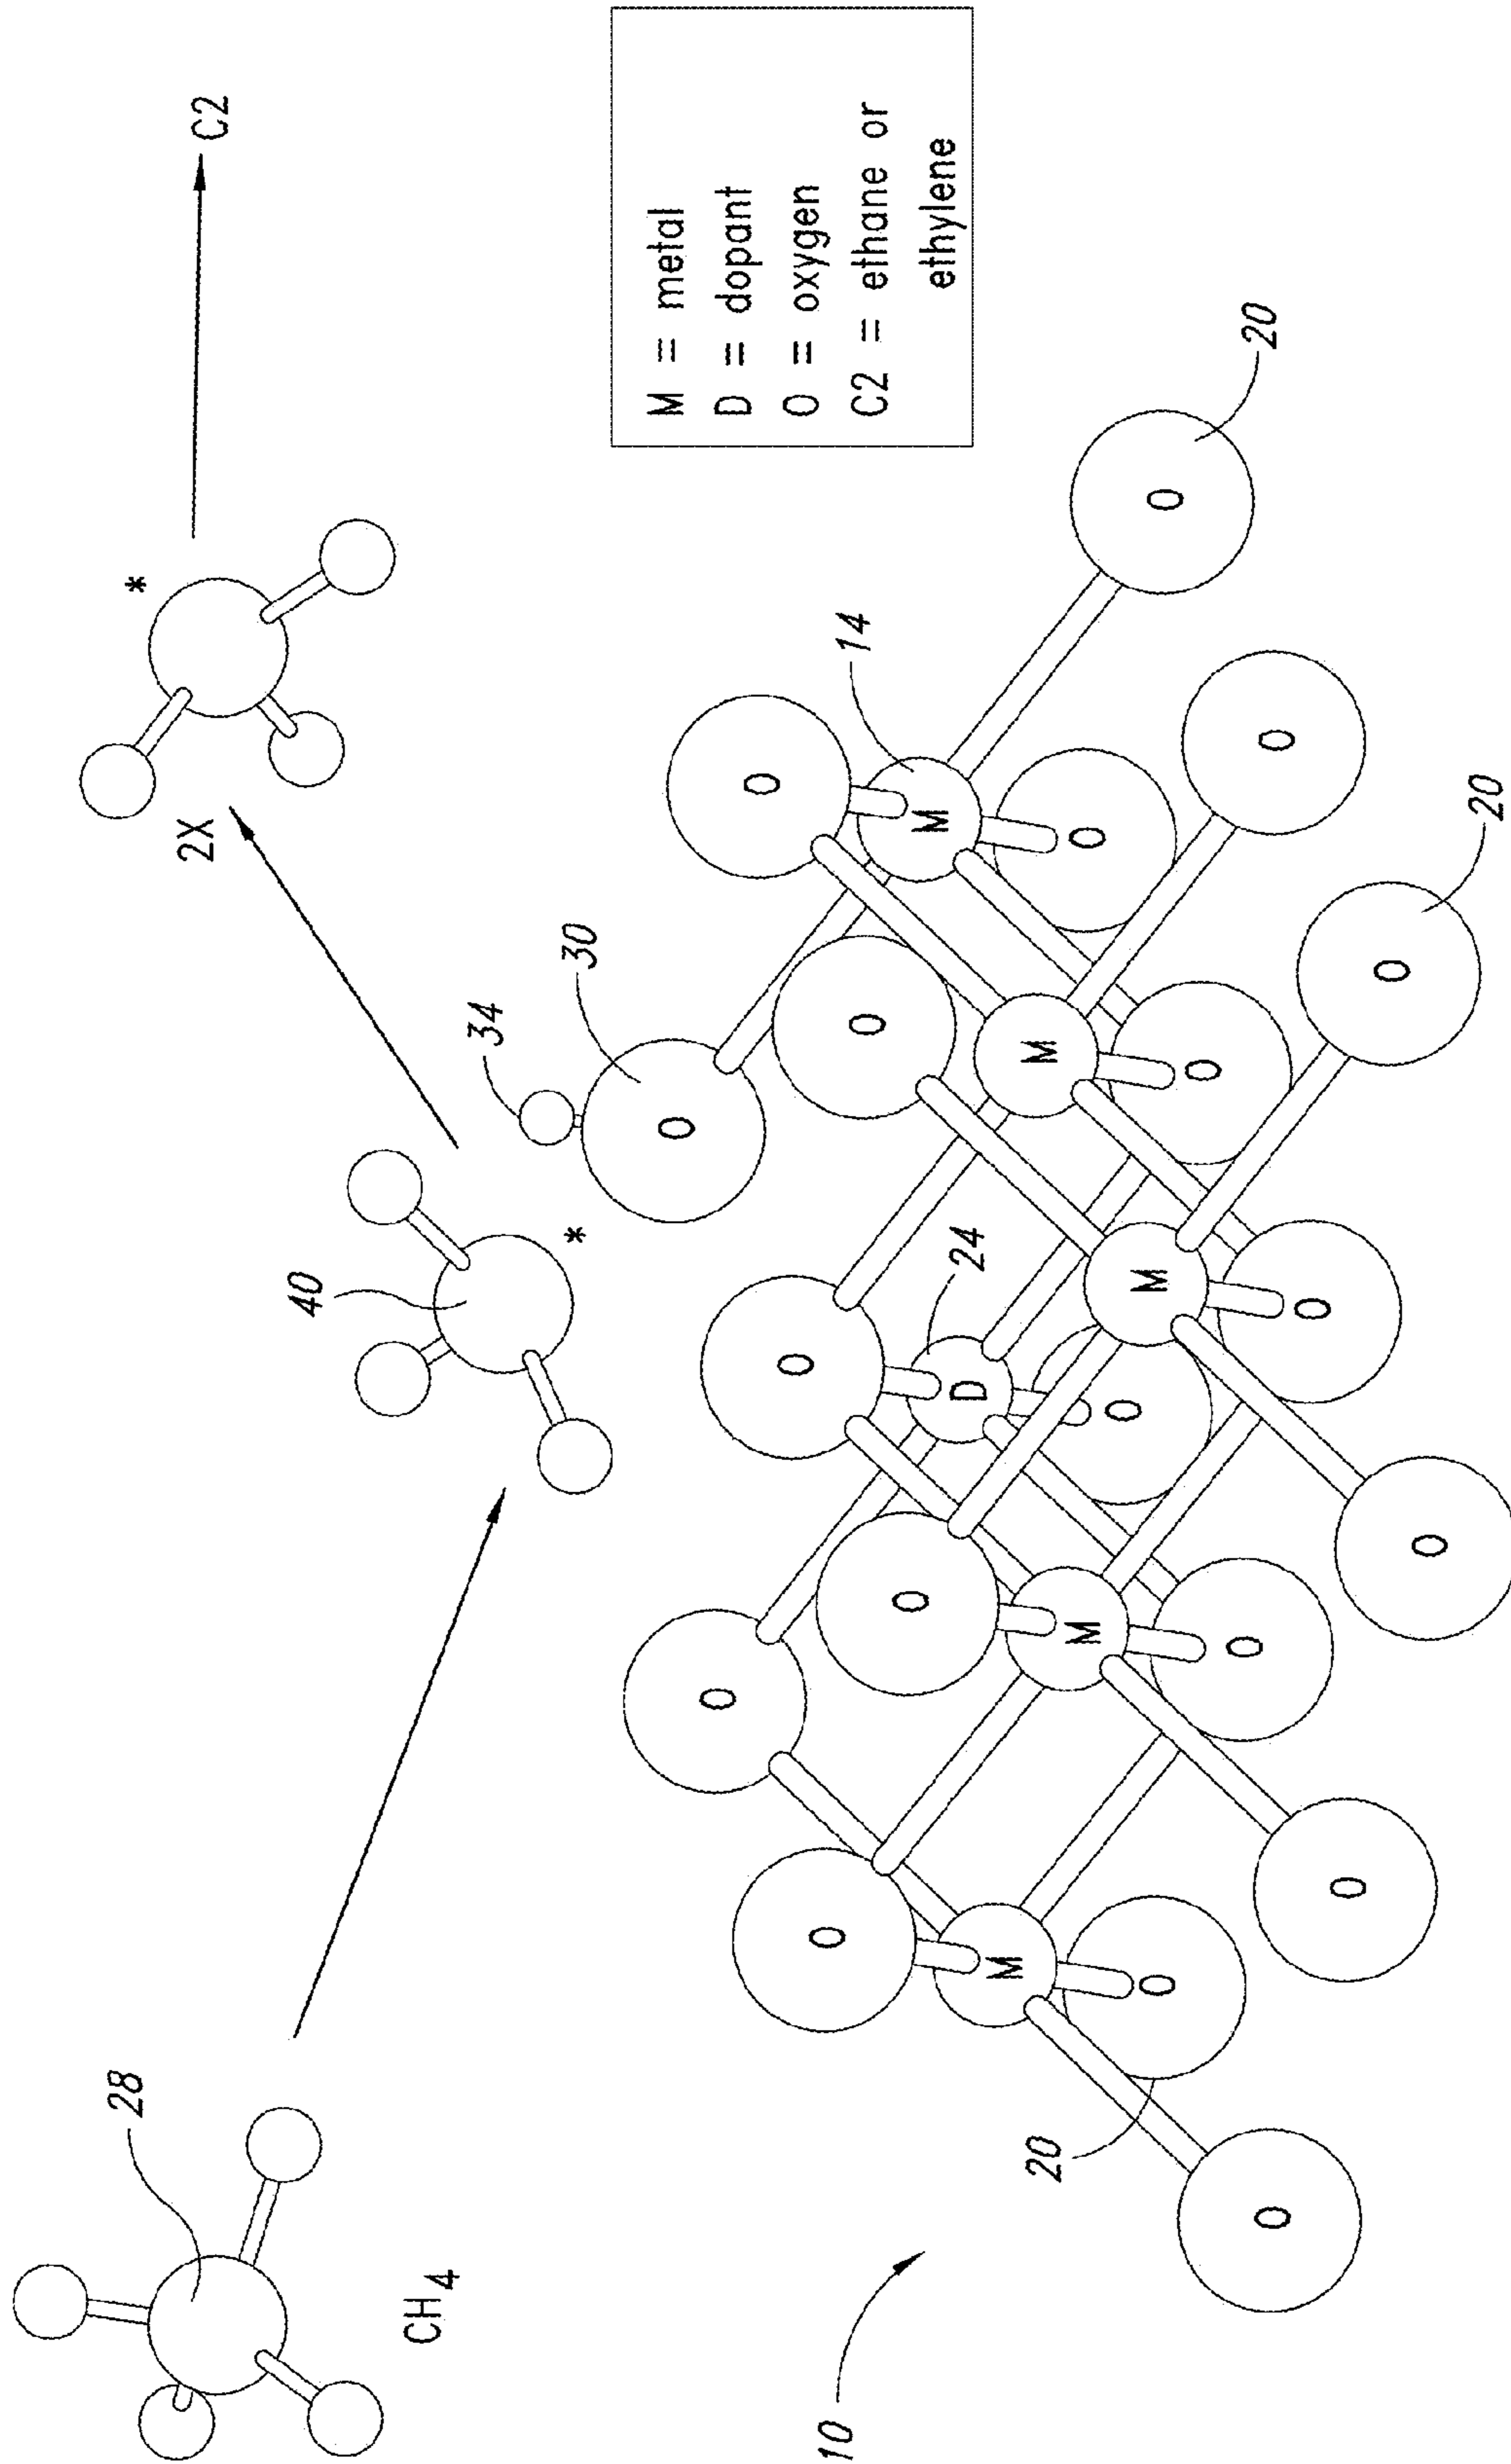 28
2X
C2
40
CH4
*
*
34
30
M = metal
D = dopant
O = oxygen
C2 = ethane or
ethylene
O
O
O
O
O
10
14
O
O
M
24
D
M
M
20
M
O
O
M
O
O
O
O
20
O
O
O
O
O
O
20
O